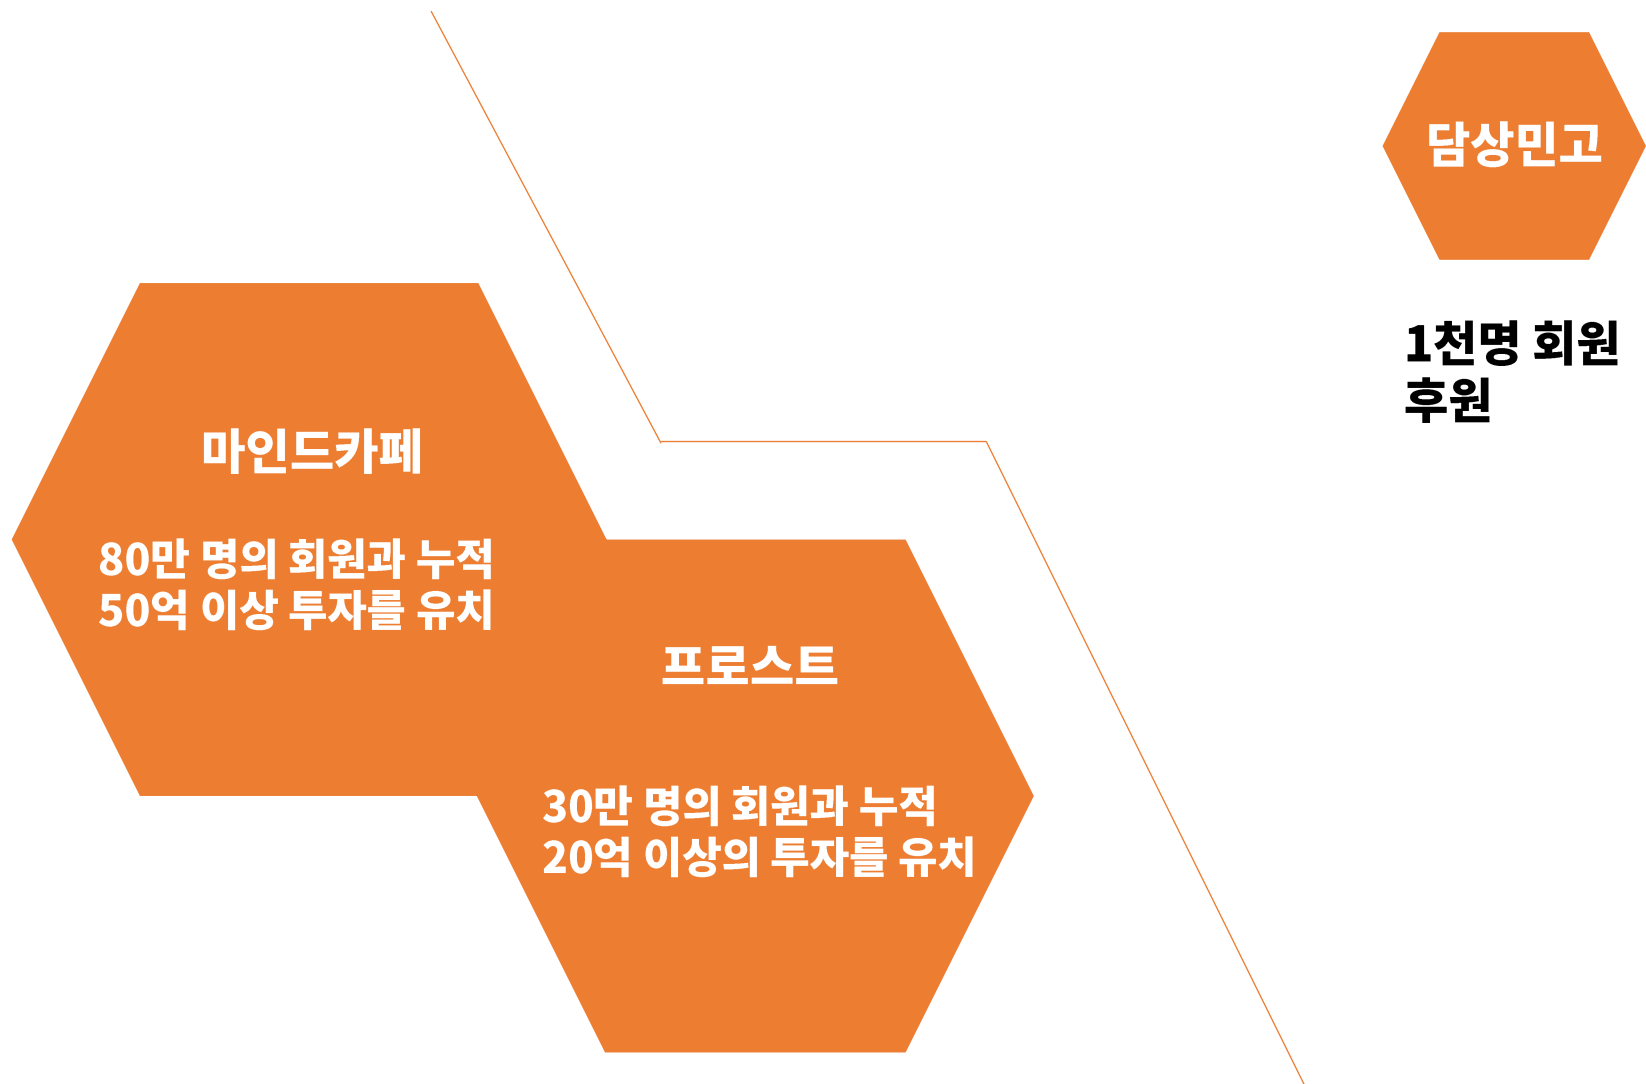 담상민고
1천명 회원
후원
마인드카페
80만 명의 회원과 누적
50억 이상 투자를 유치
프로스트
30만 명의 회원과 누적
20억 이상의 투자를 유치